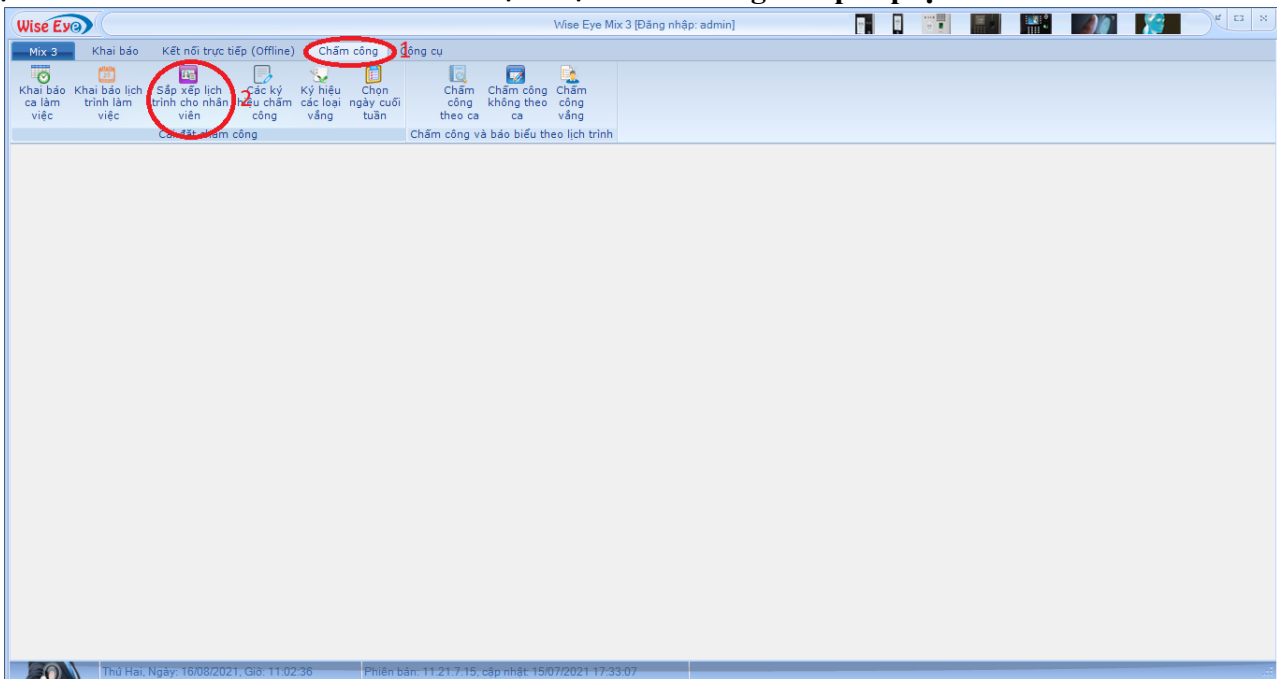 Wise Eye
Wise Eye Mix 3 [Đăng nhập: admin]
Mix 3 Khai báo Kết nối trực tiếp (Offline) Chấm công 1 Công cụ
Khai báo ca làm việc
Khai báo lịch trình làm việc
Sắp xếp lịch trình cho nhân viên
2
Các ký hiệu chấm công
Ký hiệu các loại vắng
Chọn ngày cuối tuần
Chấm công theo ca
Chấm công không theo ca
Chấm công vắng
Cài đặt chấm công
Chấm công và báo biểu theo lịch trình
Thứ Hai, Ngày: 16/08/2021, Giờ: 11:02:36
Phiên bản: 11.21.7.15, cập nhật: 15/07/2021 17:33:07